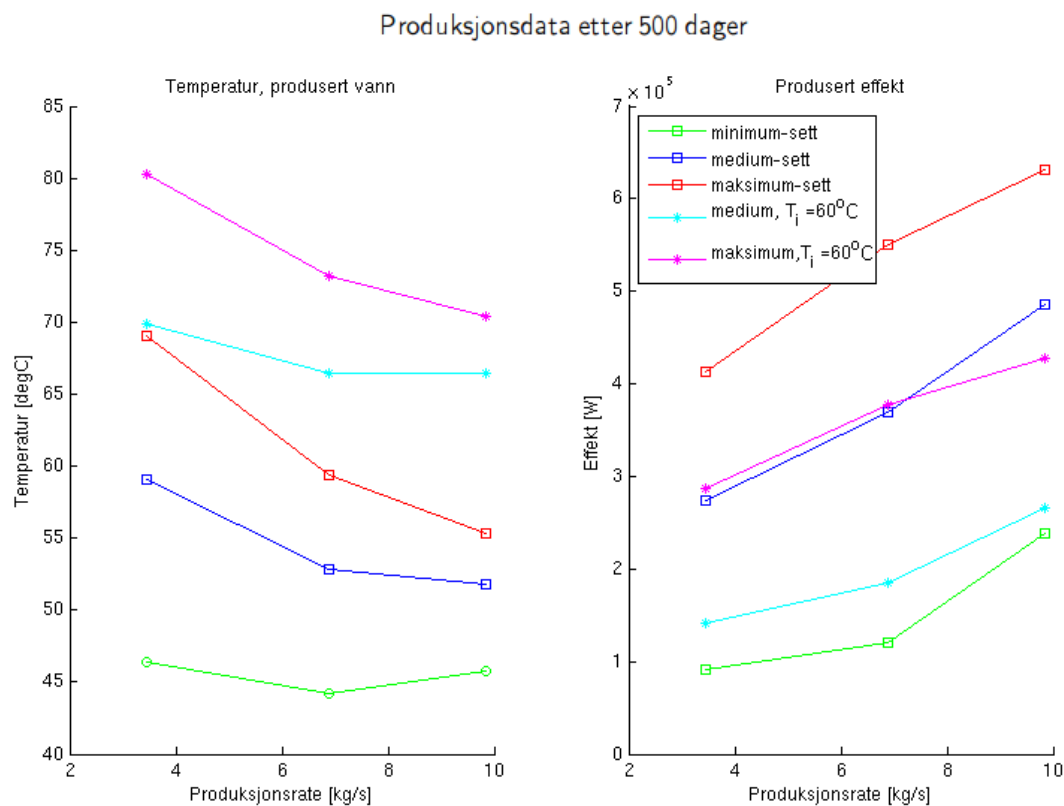 Produksjonsdata etter 500 dager
Temperatur, produsert vann
85
80
75
70
65
60
55
50
45
40
Temperatur [degC]
2
4
6
8
10
Produksjonsrate [kg/s]
Produsert effekt
× 10⁵
7
6
5
4
3
2
1
0
Effekt [W]
minimum-sett
medium-sett
maksimum-sett
medium, Tᵢ =60°C
maksimum,Tᵢ =60°C
2
4
6
8
10
Produksjonsrate [kg/s]